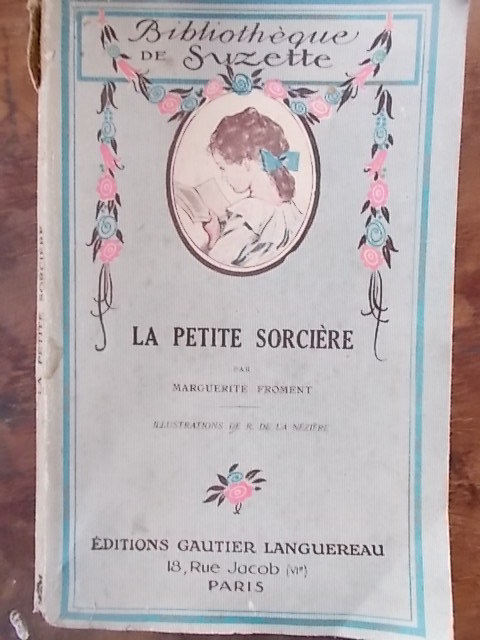 Bibliothèque
DE Suzette
LA PETITE SORCIÈRE
PAR
MARGUERITE FROMENT
ILLUSTRATIONS DE R. DE LA NÉZIÈRE
ÉDITIONS GAUTIER LANGUEREAU
18, Rue Jacob (VIe)
PARIS
LA PETITE SORCIÈRE